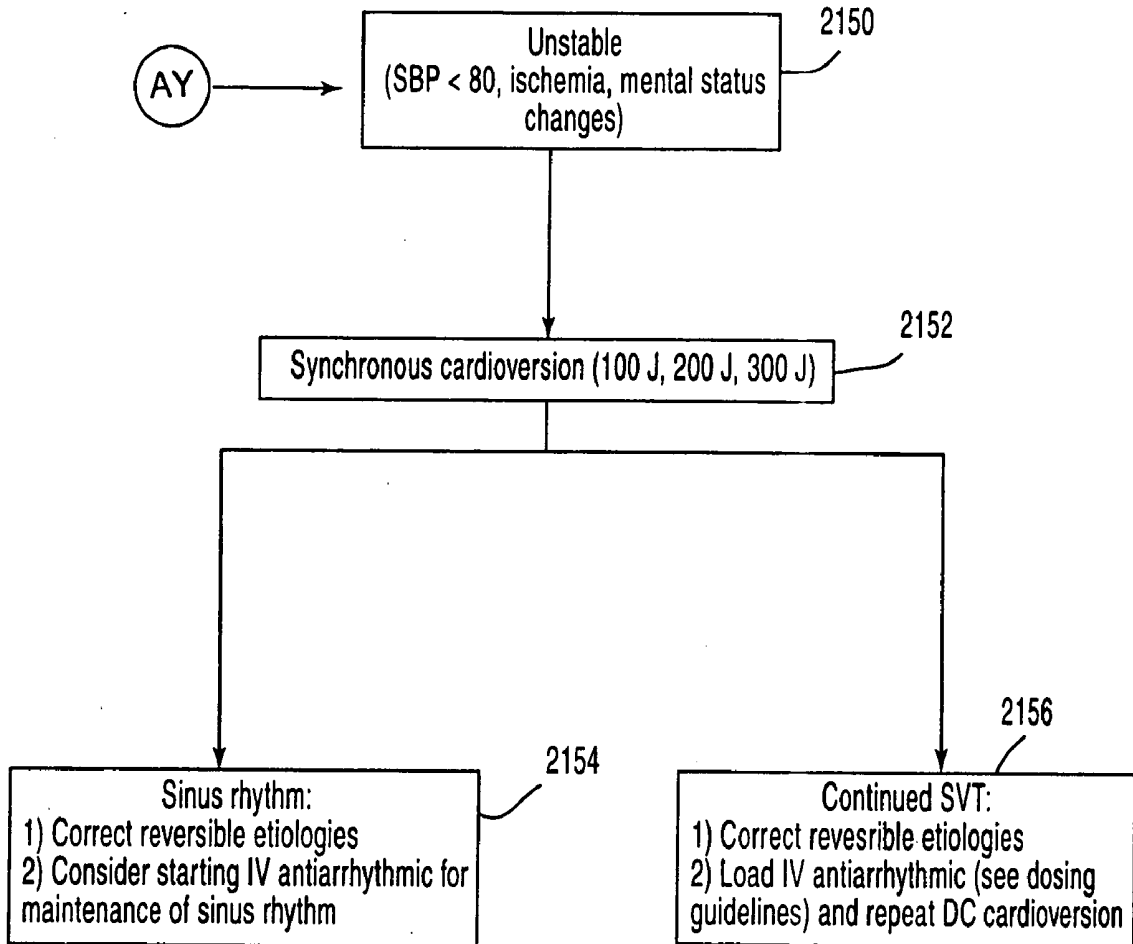 2150
Unstable
(SBP < 80, ischemia, mental status
changes)
AY
2152
Synchronous cardioversion (100 J, 200 J, 300 J)
2154
Sinus rhythm:
1) Correct reversible etiologies
2) Consider starting IV antiarrhythmic for
maintenance of sinus rhythm
2156
Continued SVT:
1) Correct revesrible etiologies
2) Load IV antiarrhythmic (see dosing
guidelines) and repeat DC cardioversion